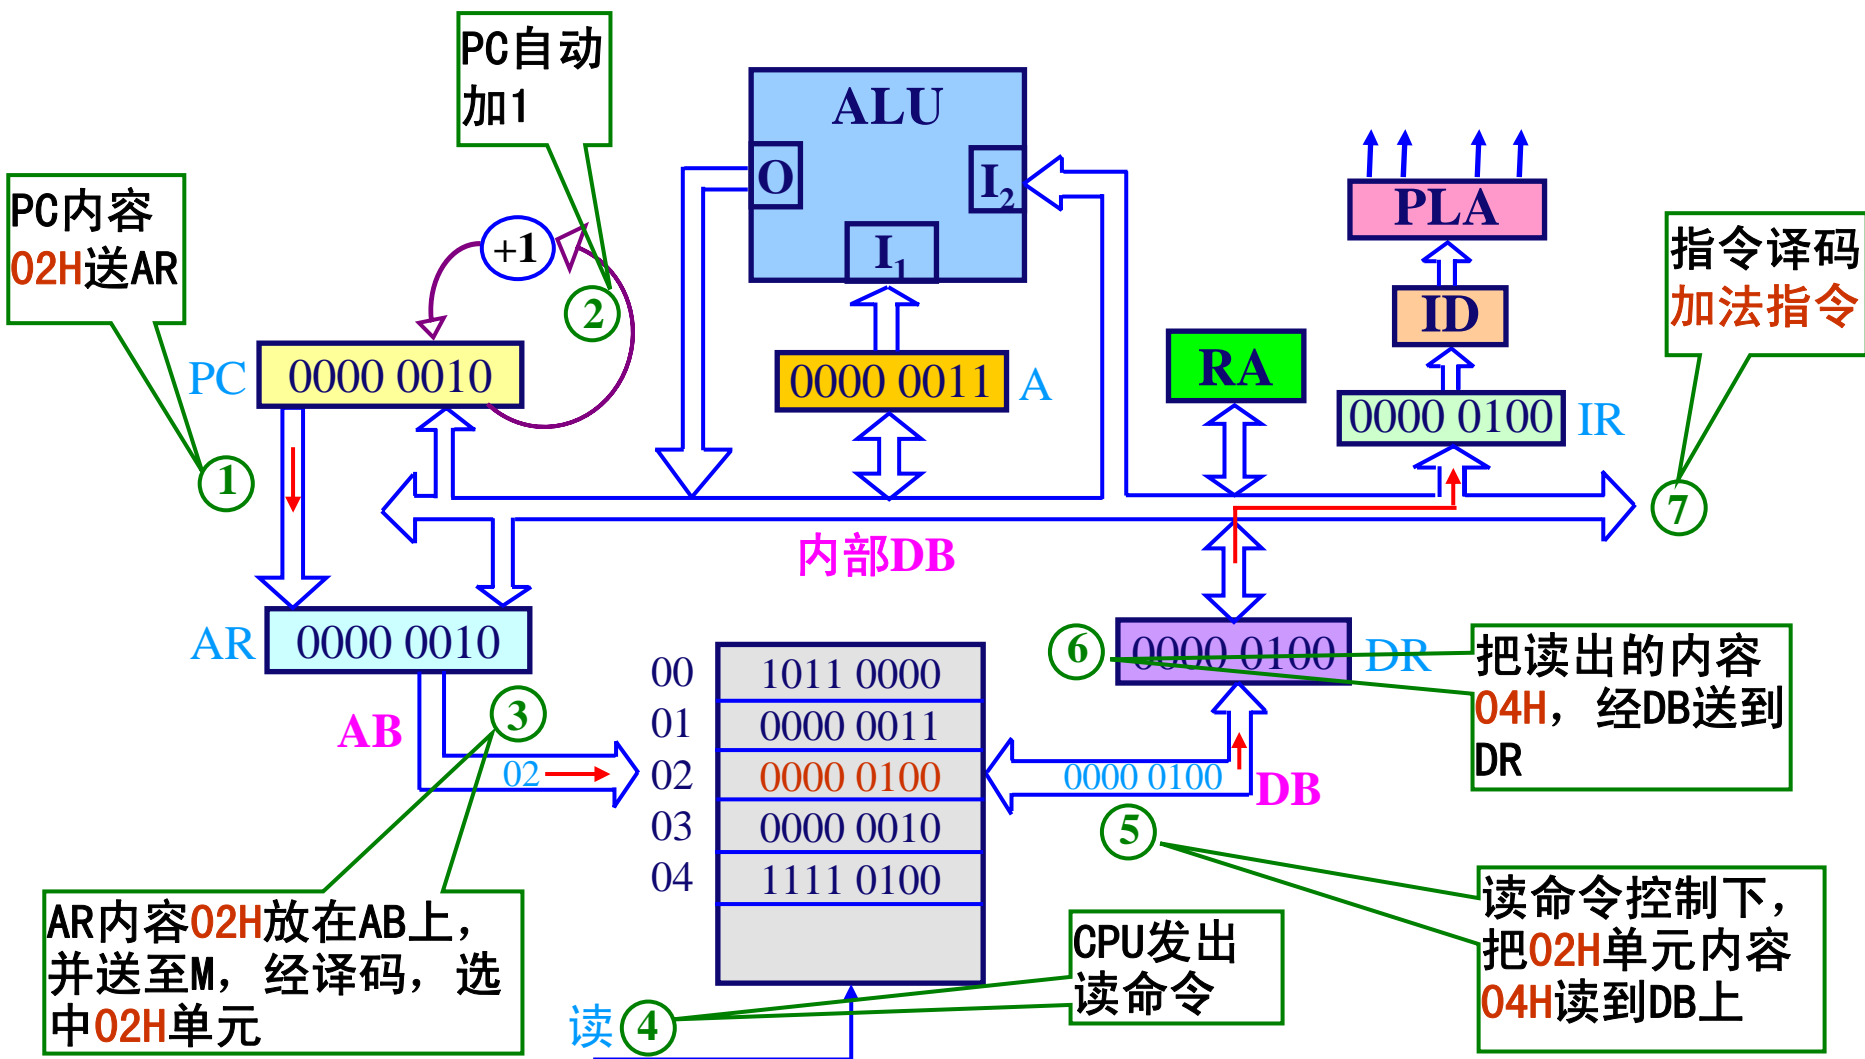 PC自动
加1
PC内容
02H送AR
1
+1
2
ALU
O
I2
I1
PLA
ID
指令译码
加法指令
7
PC
0000 0010
0000 0011
A
RA
0000 0100
IR
内部DB
AR
0000 0010
AB
3
02
00
1011 0000
01
0000 0011
02
0000 0100
03
0000 0010
04
1111 0100
6
0000 0100
DR
把读出的内容
04H，经DB送到
DR
0000 0100
DB
5
读命令控制下，
把02H单元内容
04H读到DB上
AR内容02H放在AB上，
并送至M，经译码，选
中02H单元
CPU发出
读命令
读
4